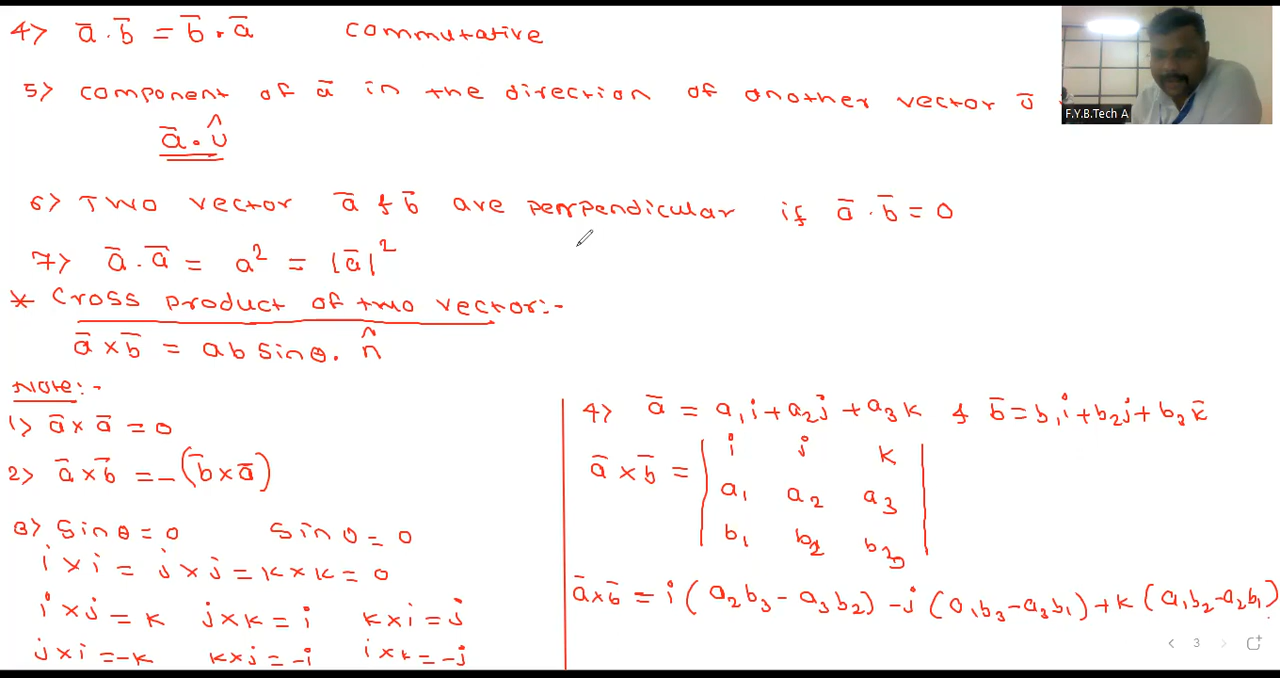 4) a̅ . b̅ = b̅ . a̅ commutative
5) component of a̅ in the direction of another vector u̅
a̅ . û
F.Y.B.Tech A
6) Two vector a̅ & b̅ are perpendicular if a̅ . b̅ = 0
7) a̅ . a̅ = a² = |a̅|²
* Cross product of two vector:-
a̅ × b̅ = ab sinθ . n̂
Note:-
1) a̅ × a̅ = 0
2) a̅ × b̅ = -(b̅ × a̅)
3) sinθ = 0 sinθ = 0
i × i = j × j = k × k = 0
i × j = k j × k = i k × i = j
j × i = -k k × j = -i i × k = -j
4) a̅ = a₁i + a₂j + a₃k & b̅ = b₁i + b₂j + b₃k̅
a̅ × b̅ = | i j k |
| a₁ a₂ a₃ |
| b₁ b₂ b₃ |
a̅ × b̅ = i (a₂b₃ - a₃b₂) - j (a₁b₃ - a₃b₁) + k (a₁b₂ - a₂b₁)
3